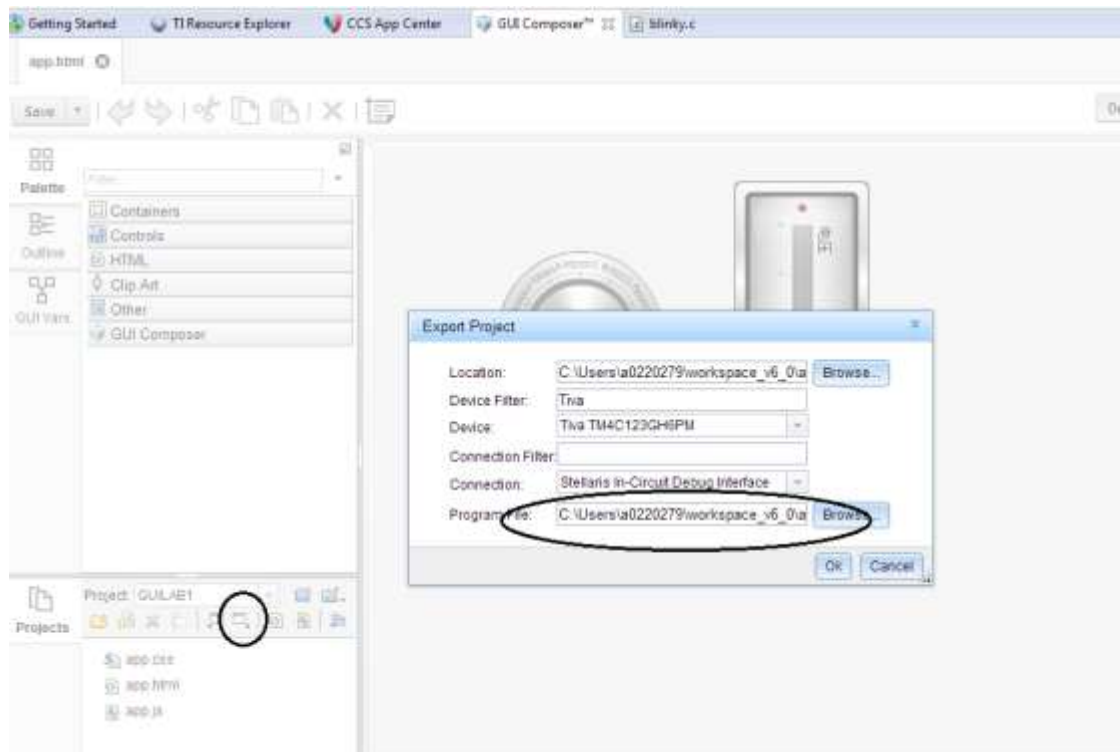 Getting Started TI Resource Explorer CCS App Center GUI Composer™ blinky.c
app.html
Save
Palette
Outline
GUI Vars
Containers
Controls
HTML
Clip Art
Other
GUI Composer
Export Project
Location: C:\Users\a0220279\workspace_v6_0\a Browse...
Device Filter: Tiva
Device: Tiva TM4C123GH6PM
Connection Filter:
Connection: Stellaris In-Circuit Debug Interface
Program File: C:\Users\a0220279\workspace_v6_0\a Browse...
Ok Cancel
Projects
Project: GUILAB1
app.css
app.html
app.js